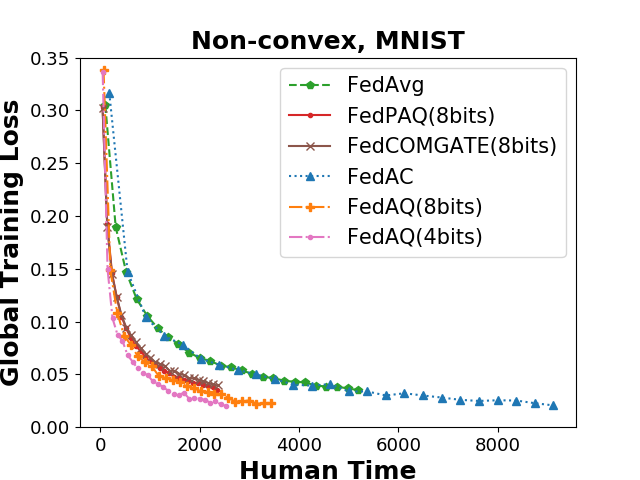 Non-convex, MNIST
Global Training Loss
0.35
0.30
0.25
0.20
0.15
0.10
0.05
0.00
FedAvg
FedPAQ(8bits)
FedCOMGATE(8bits)
FedAC
FedAQ(8bits)
FedAQ(4bits)
0 2000 4000 6000 8000
Human Time